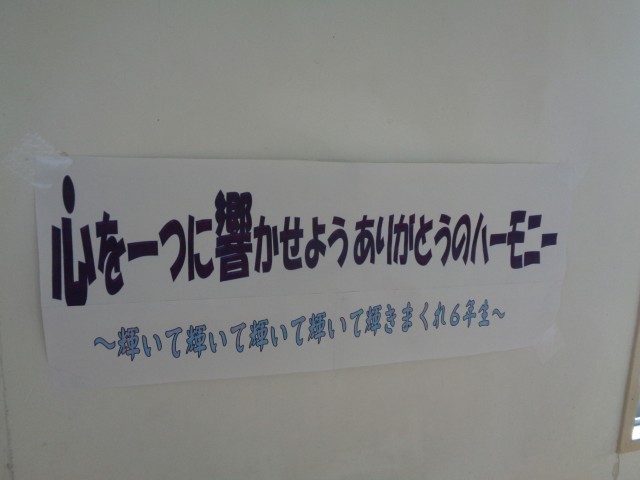 心を一つに響かせよう ありがとうのハーモニー
～輝いて輝いて輝いて輝いて輝きまくれ6年生～